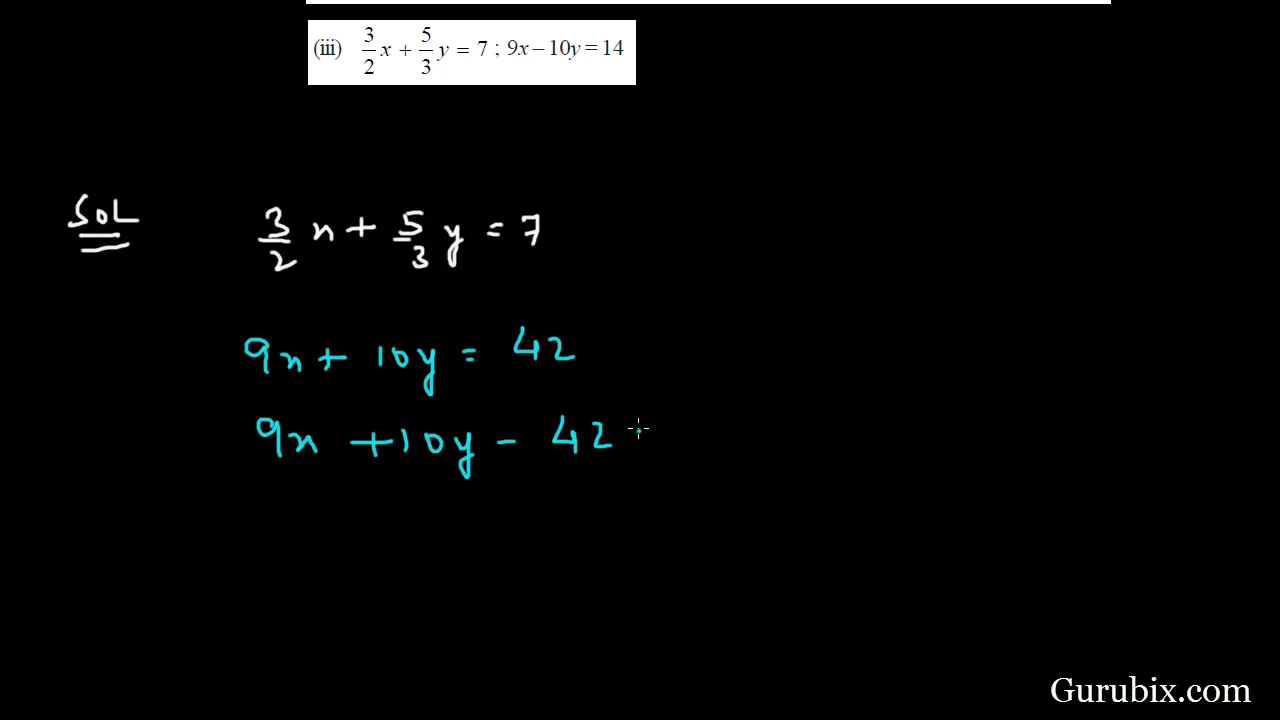 (iii) 3/2 x + 5/3 y = 7 ; 9x − 10y = 14
SOL
3/2 x + 5/3 y = 7
9x + 10y = 42
9x + 10y - 42
Gurubix.com